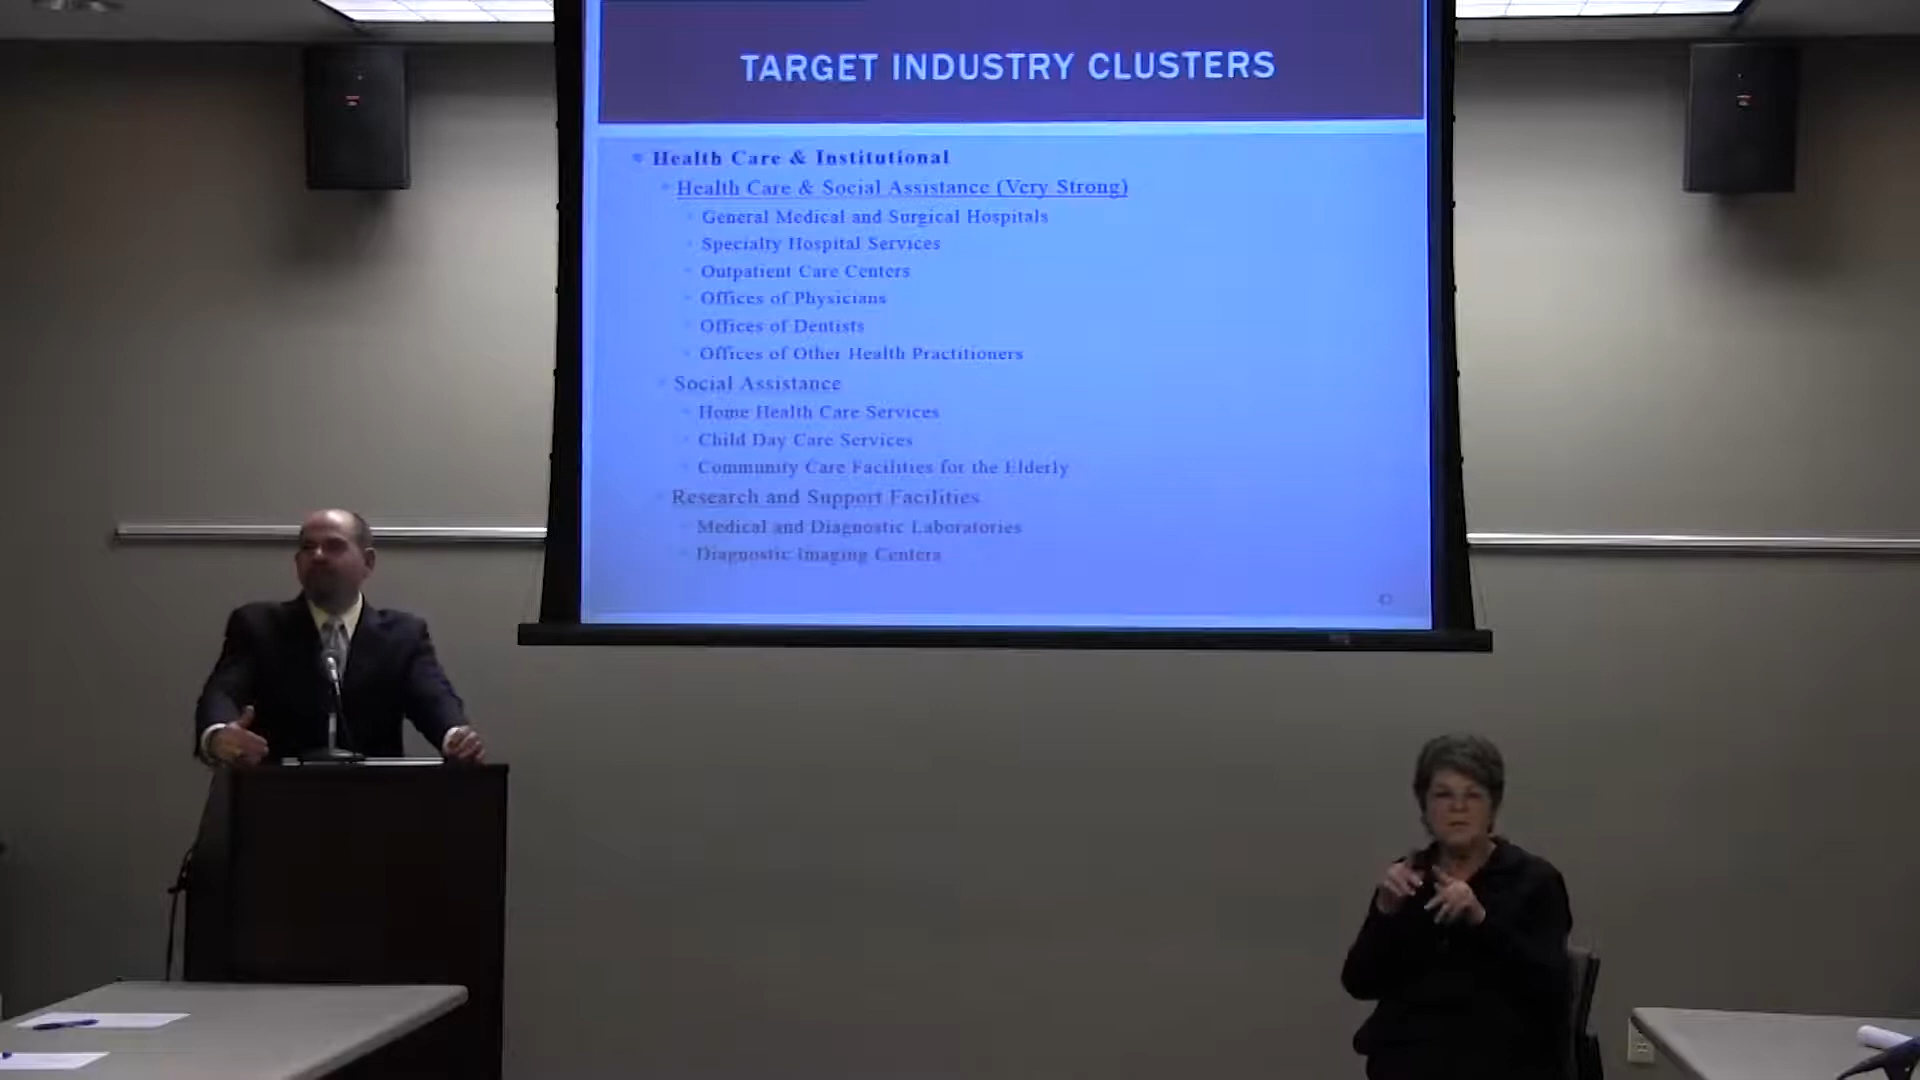 TARGET INDUSTRY CLUSTERS
Health Care & Institutional
Health Care & Social Assistance (Very Strong)
General Medical and Surgical Hospitals
Specialty Hospital Services
Outpatient Care Centers
Offices of Physicians
Offices of Dentists
Offices of Other Health Practitioners
Social Assistance
Home Health Care Services
Child Day Care Services
Community Care Facilities for the Elderly
Research and Support Facilities
Medical and Diagnostic Laboratories
Diagnostic Imaging Centers